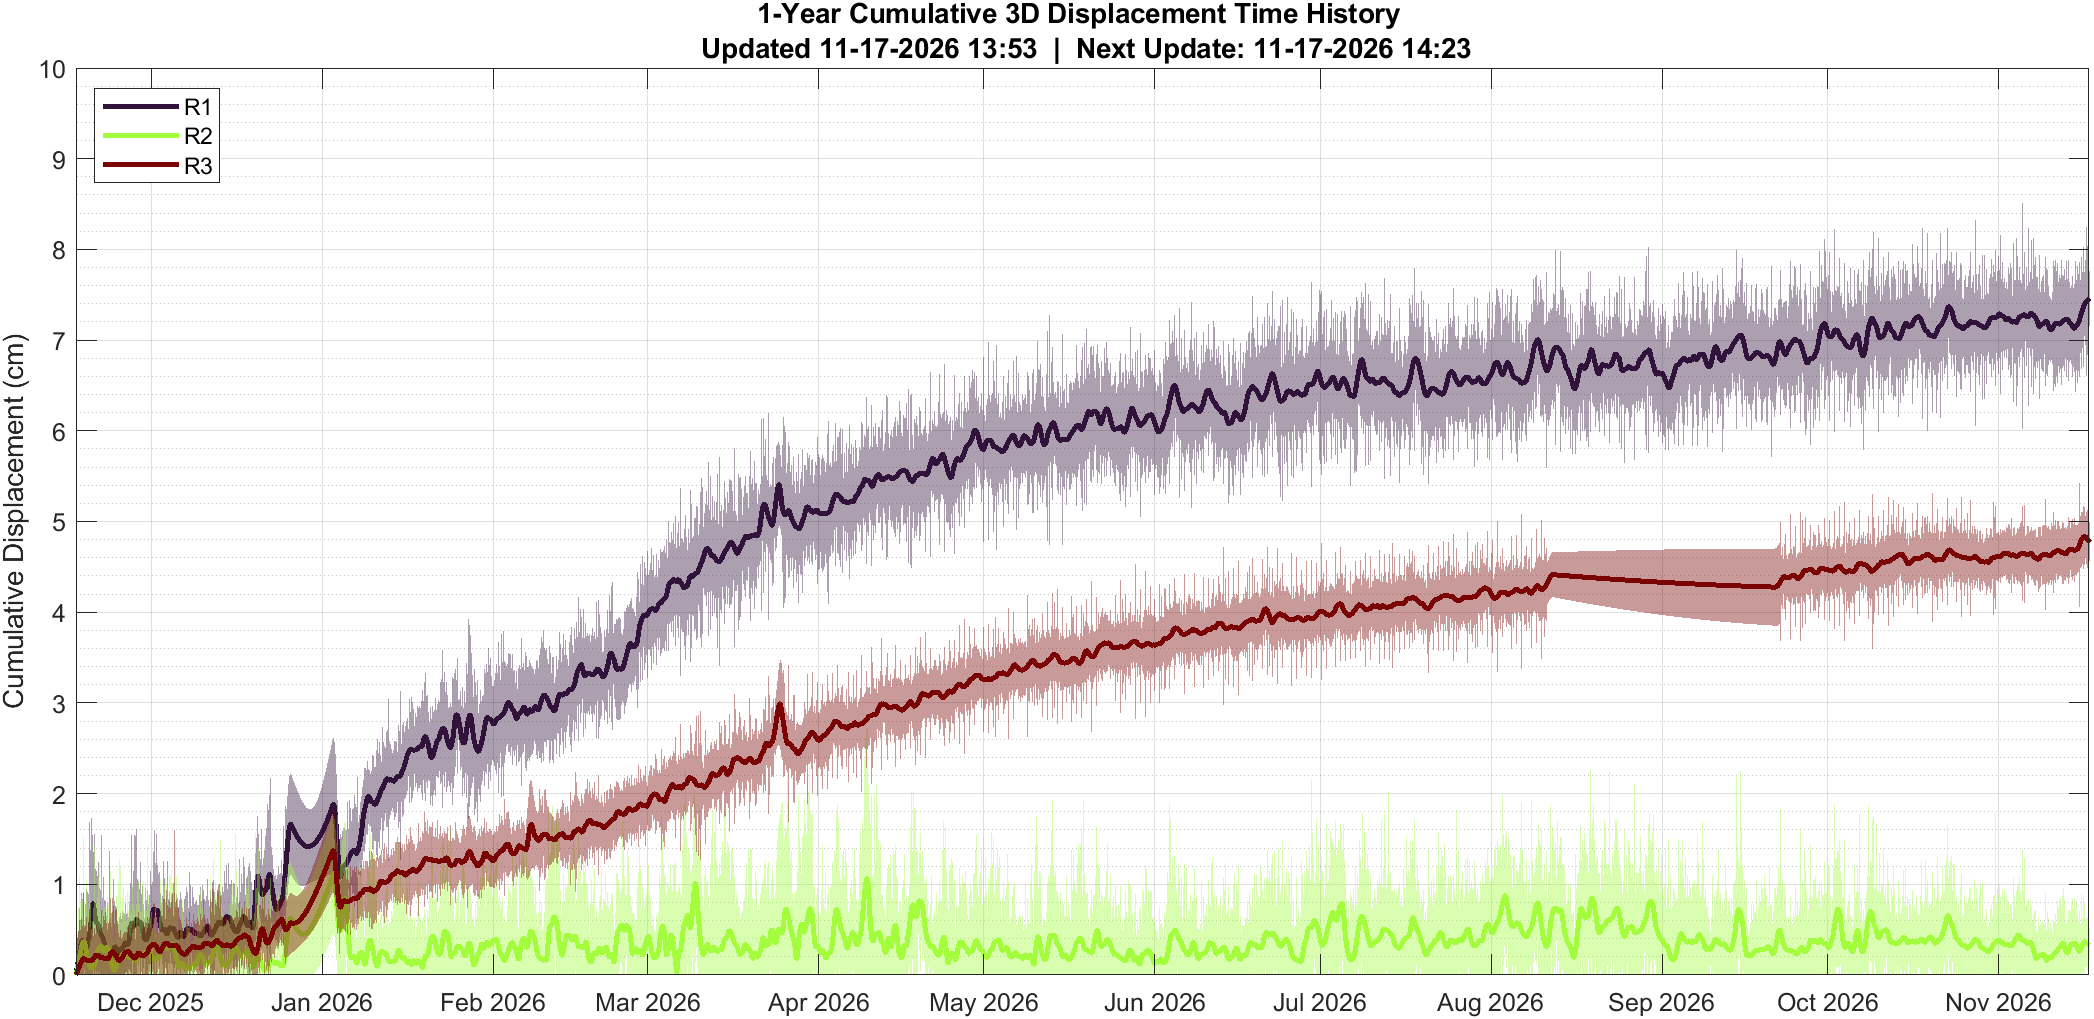 1-Year Cumulative 3D Displacement Time History
Updated 11-17-2026 13:53 | Next Update: 11-17-2026 14:23
R1
R2
R3
Cumulative Displacement (cm)
10
9
8
7
6
5
4
3
2
1
0
Dec 2025 Jan 2026 Feb 2026 Mar 2026 Apr 2026 May 2026 Jun 2026 Jul 2026 Aug 2026 Sep 2026 Oct 2026 Nov 2026